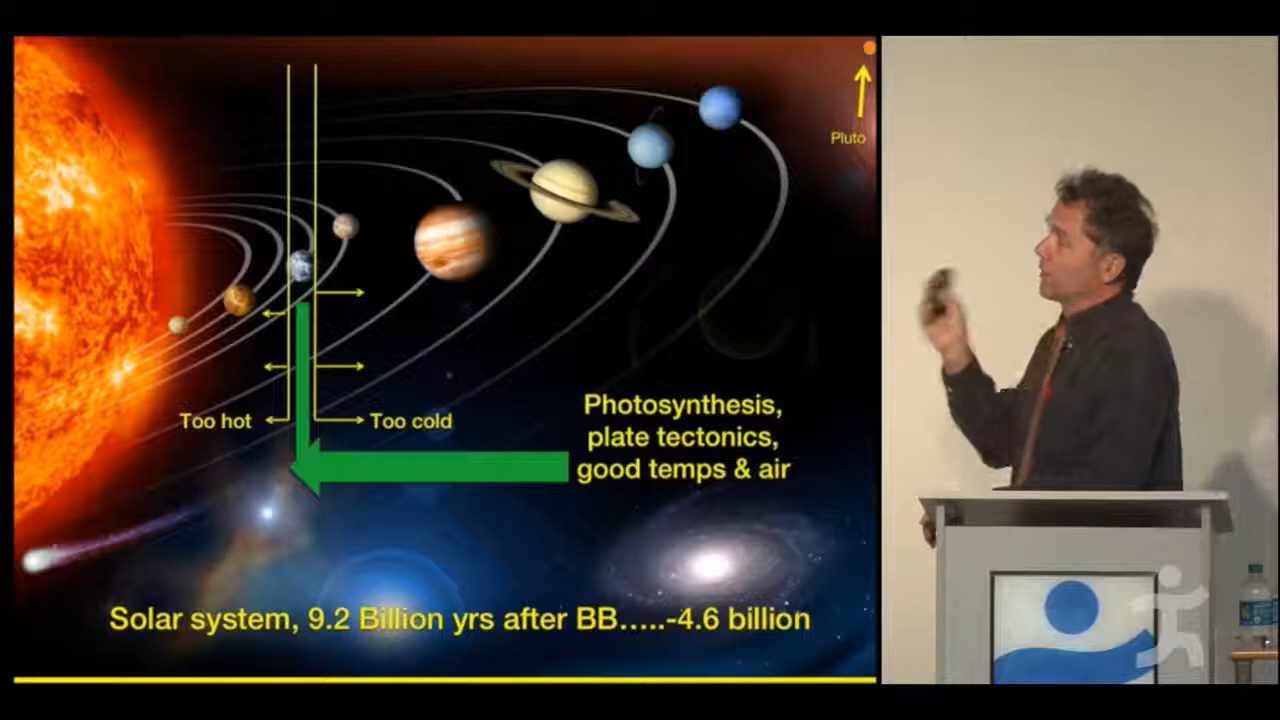 Pluto
Too hot
Too cold
Photosynthesis,
plate tectonics,
good temps & air
Solar system, 9.2 Billion yrs after BB.....-4.6 billion